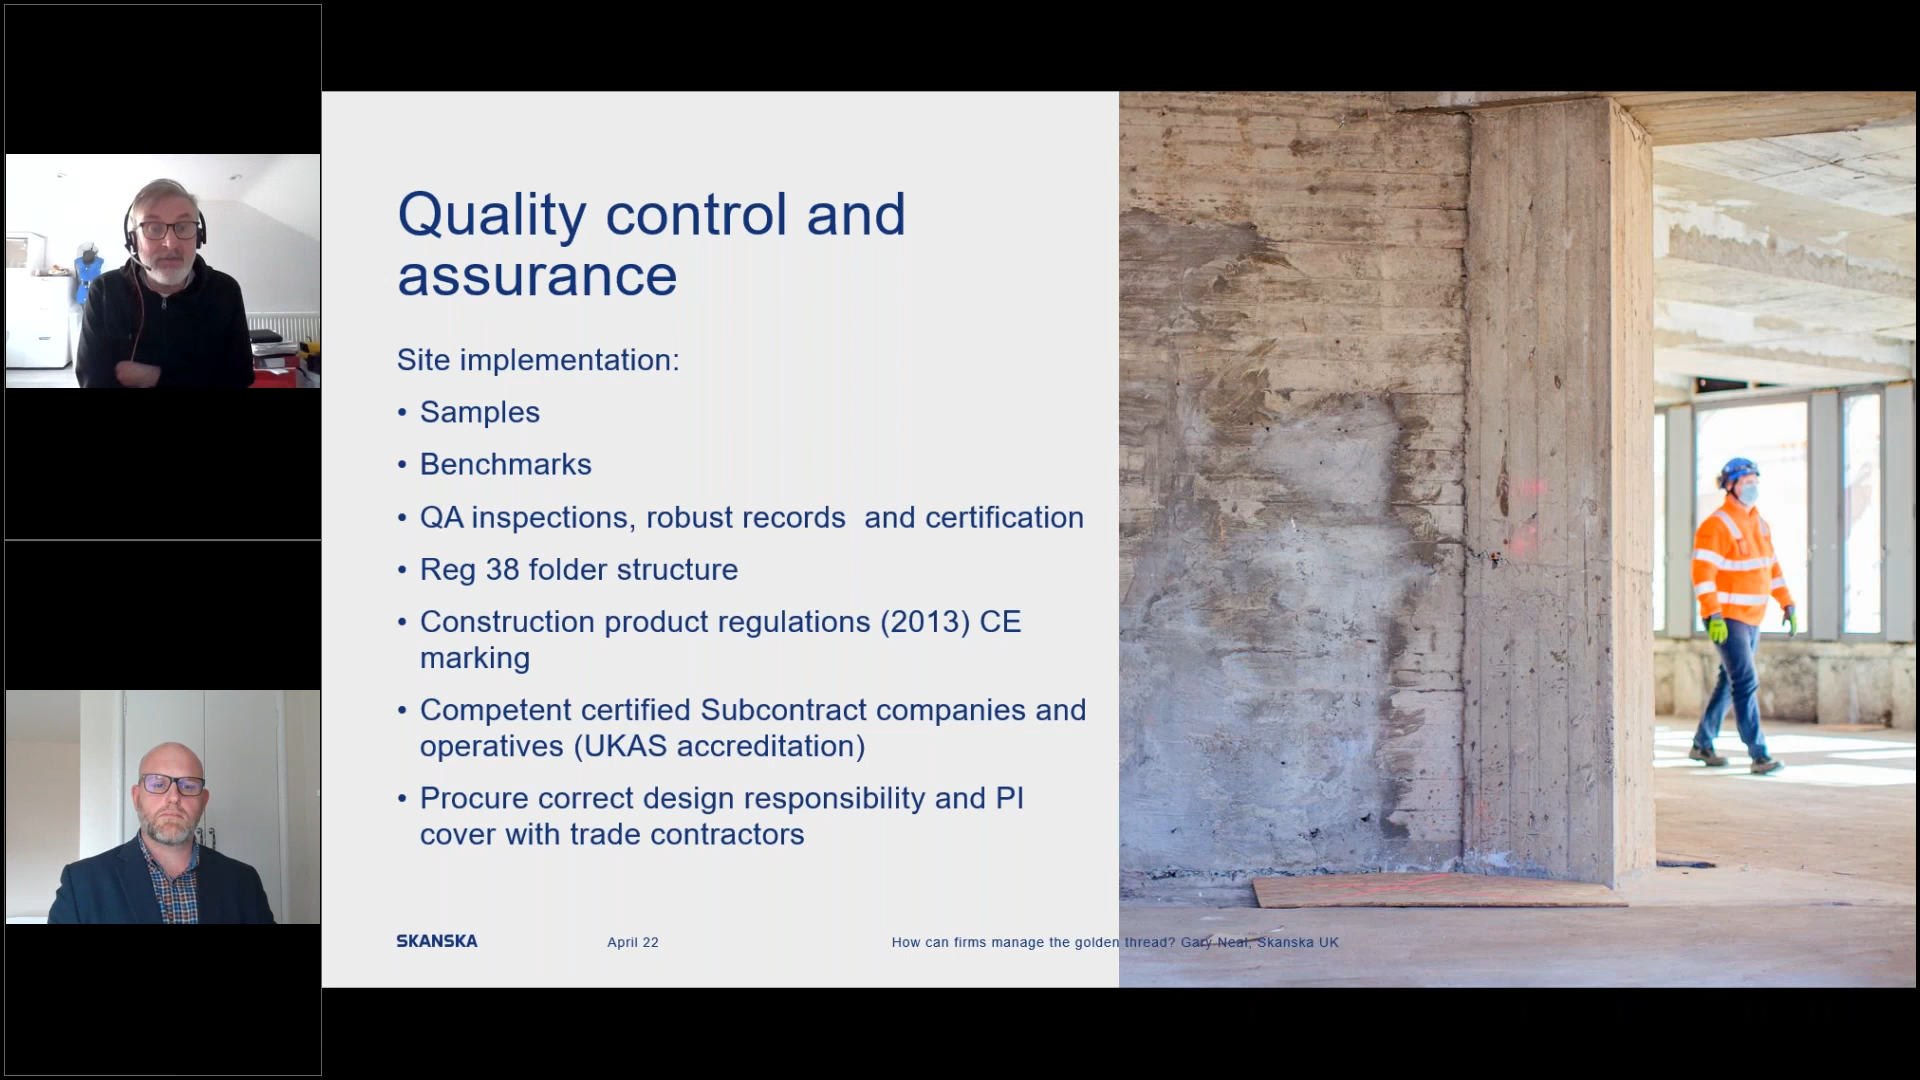 Quality control and
assurance
Site implementation:
• Samples
• Benchmarks
• QA inspections, robust records  and certification
• Reg 38 folder structure
• Construction product regulations (2013) CE
marking
• Competent certified Subcontract companies and
operatives (UKAS accreditation)
• Procure correct design responsibility and PI
cover with trade contractors
SKANSKA
April 22
How can firms manage the golden thread? Gary Neal, Skanska UK